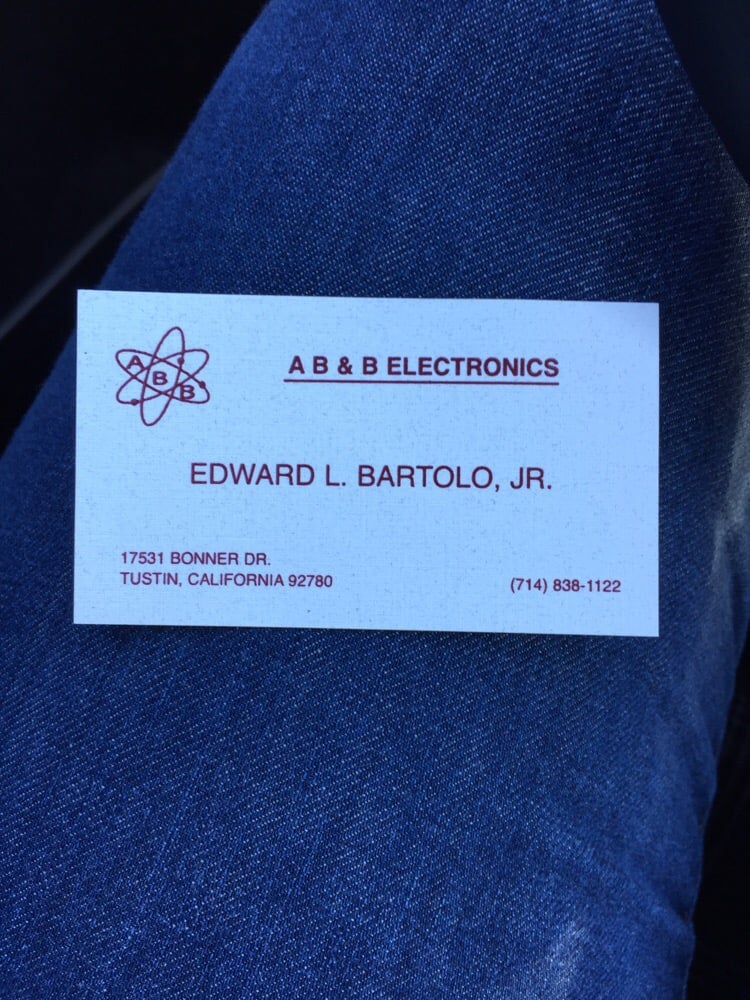 A
B
B
A B & B ELECTRONICS
EDWARD L. BARTOLO, JR.
17531 BONNER DR.
TUSTIN, CALIFORNIA 92780
(714) 838-1122